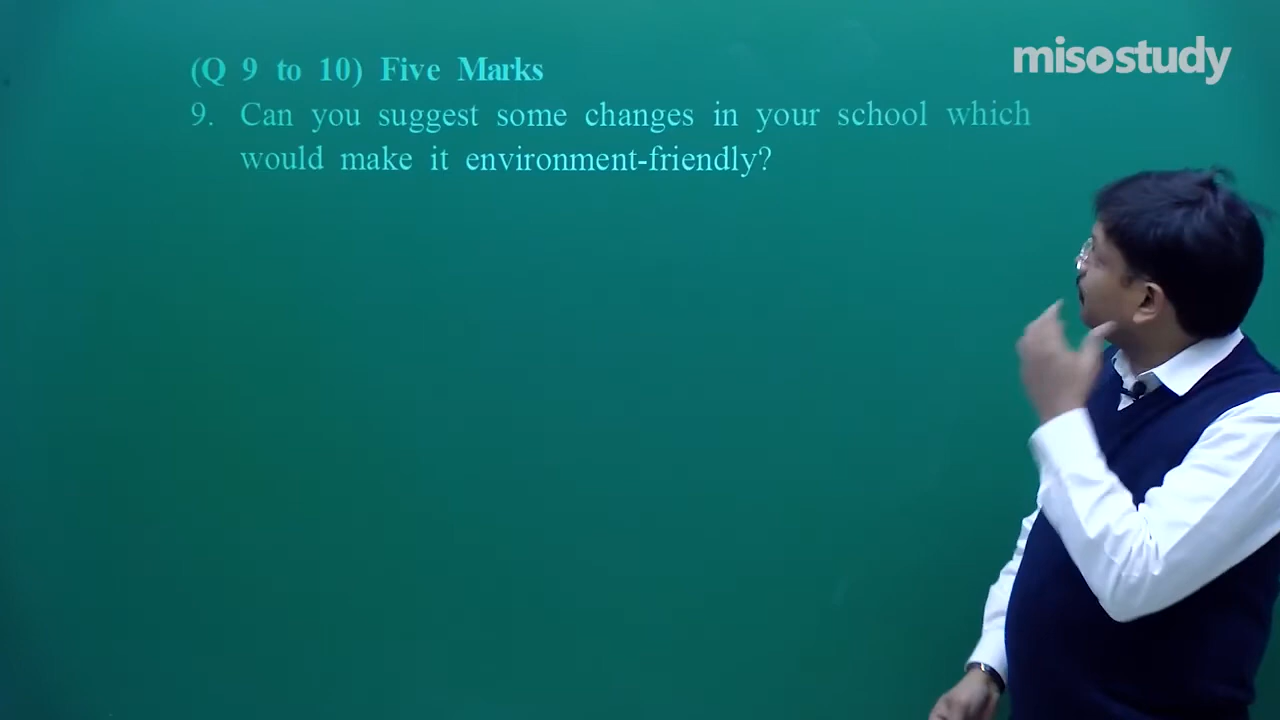 misostudy
(Q 9 to 10) Five Marks
9. Can you suggest some changes in your school which
would make it environment-friendly?